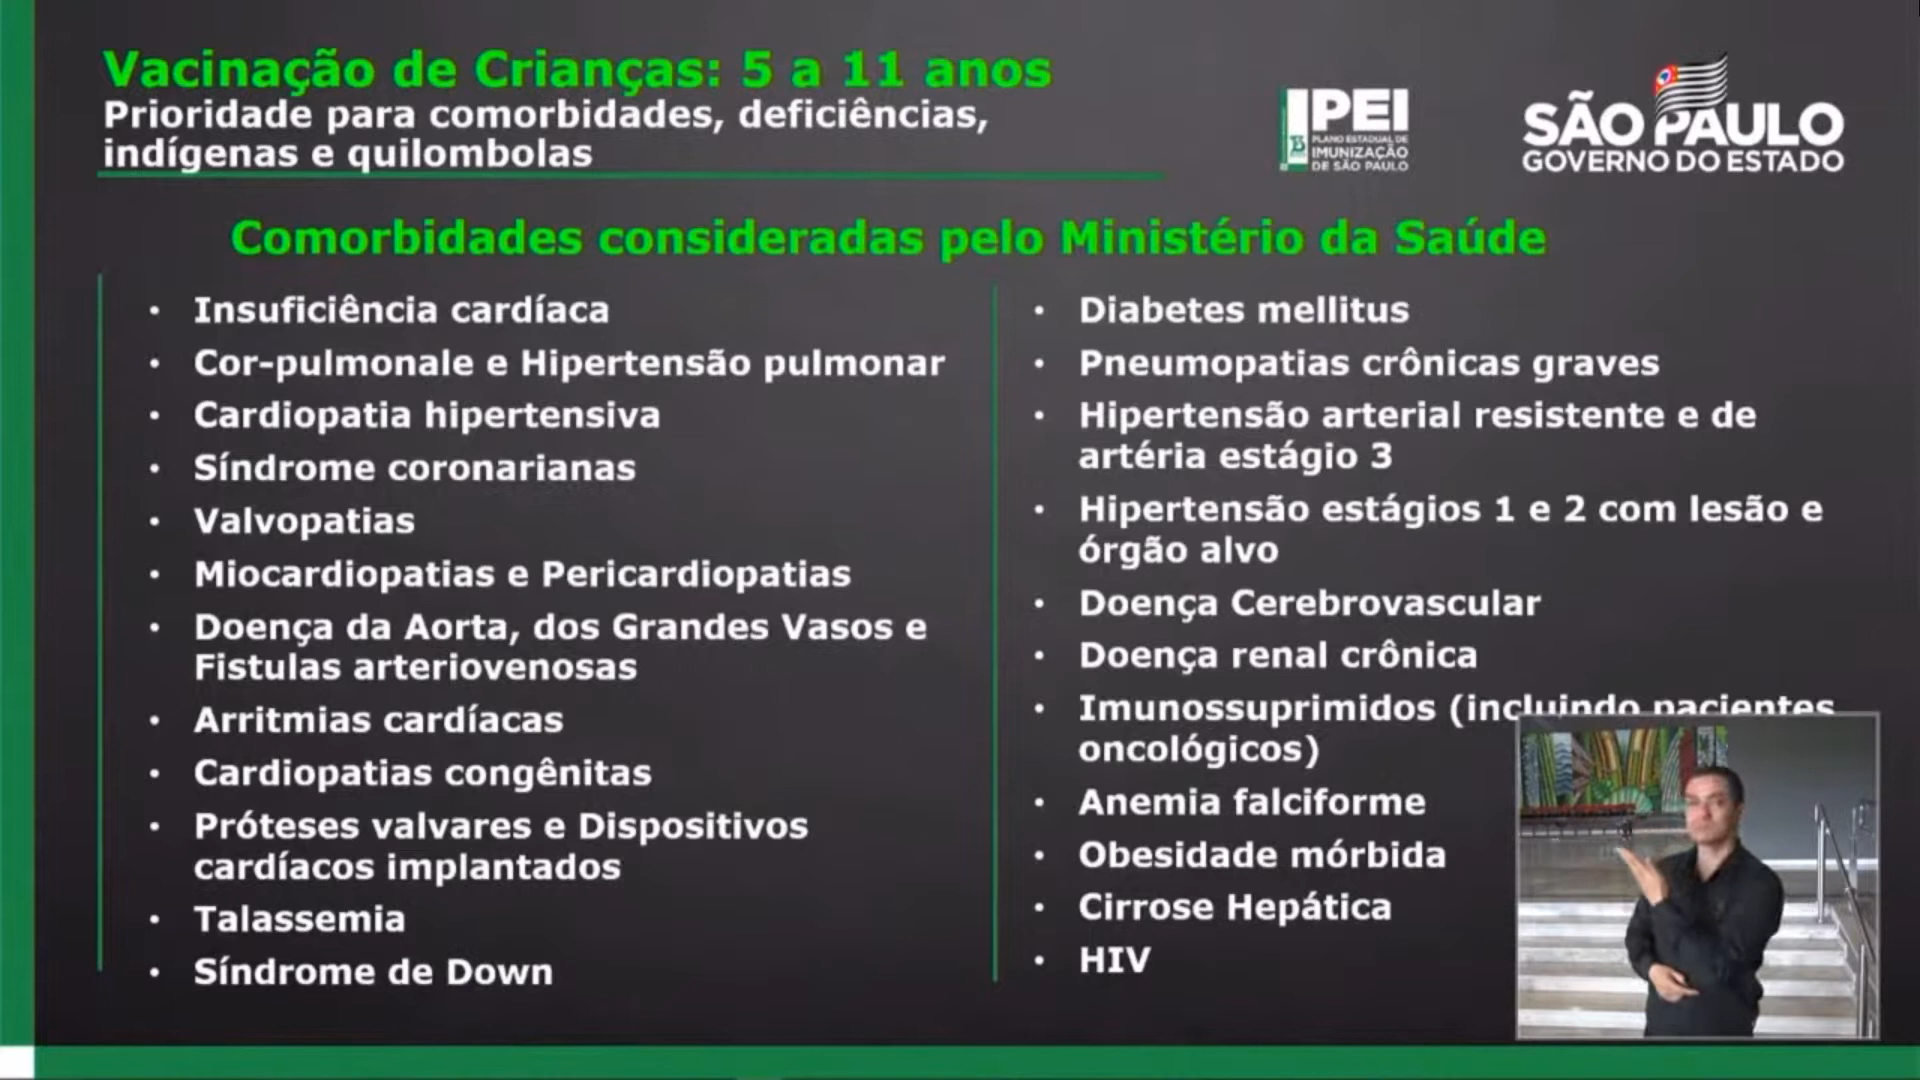 Vacinação de Crianças: 5 a 11 anos
Prioridade para comorbidades, deficiências,
indígenas e quilombolas
PEI
PLANO ESTADUAL DE
IMUNIZAÇÃO
DE SÃO PAULO
SÃO PAULO
GOVERNO DO ESTADO
Comorbidades consideradas pelo Ministério da Saúde
• Insuficiência cardíaca
• Cor-pulmonale e Hipertensão pulmonar
• Cardiopatia hipertensiva
• Síndrome coronarianas
• Valvopatias
• Miocardiopatias e Pericardiopatias
• Doença da Aorta, dos Grandes Vasos e
Fistulas arteriovenosas
• Arritmias cardíacas
• Cardiopatias congênitas
• Próteses valvares e Dispositivos
cardíacos implantados
• Talassemia
• Síndrome de Down
• Diabetes mellitus
• Pneumopatias crônicas graves
• Hipertensão arterial resistente e de
artéria estágio 3
• Hipertensão estágios 1 e 2 com lesão e
órgão alvo
• Doença Cerebrovascular
• Doença renal crônica
• Imunossuprimidos (incluindo pacientes
oncológicos)
• Anemia falciforme
• Obesidade mórbida
• Cirrose Hepática
• HIV